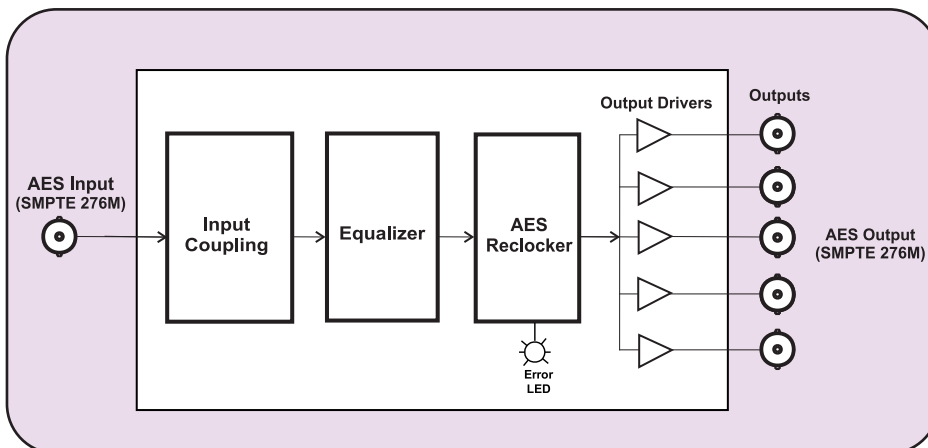 Output Drivers
Outputs
AES Input
(SMPTE 276M)
Input
Coupling
Equalizer
AES
Reclocker
AES Output
(SMPTE 276M)
Error
LED